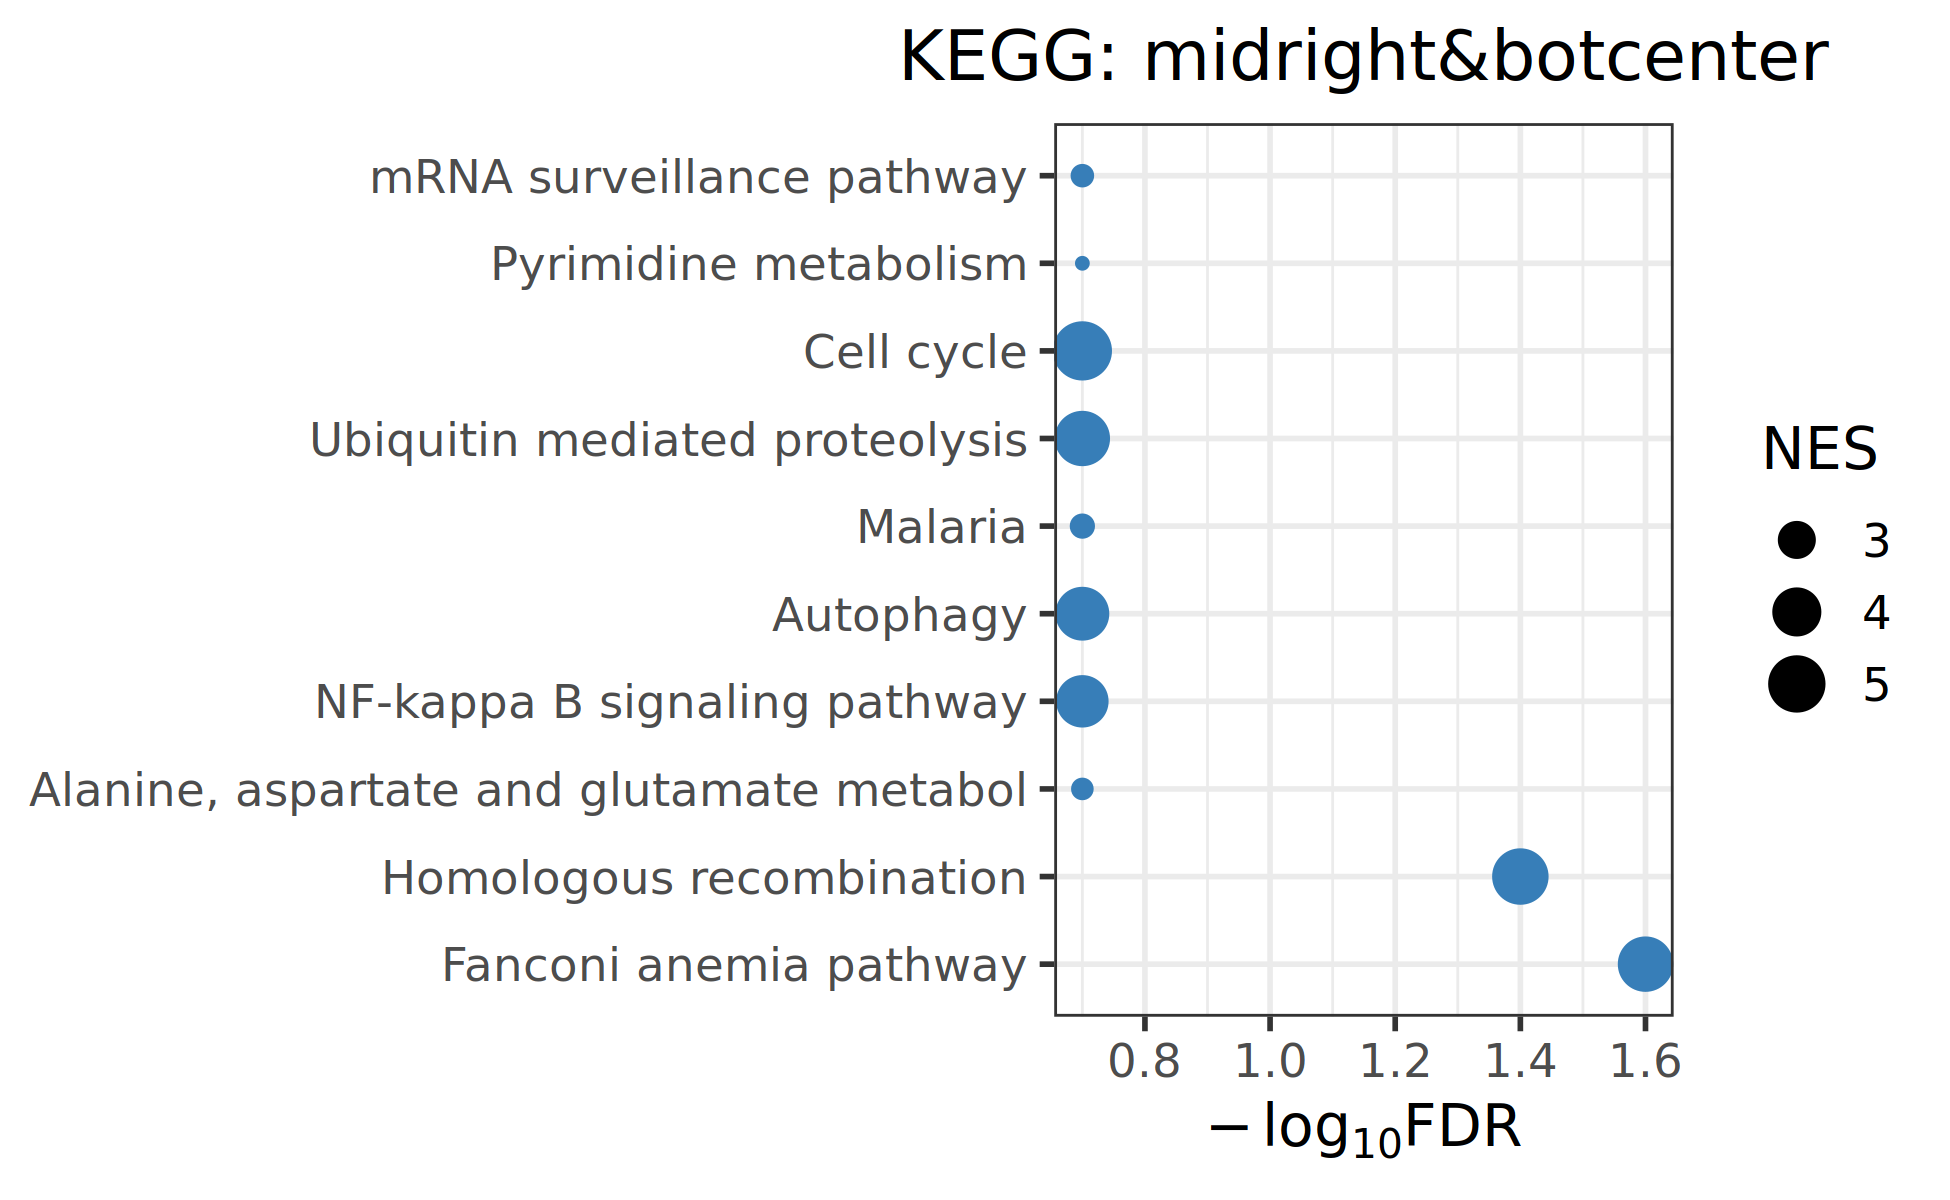 KEGG: midright&botcenter
mRNA surveillance pathway
Pyrimidine metabolism
Cell cycle
Ubiquitin mediated proteolysis
Malaria
Autophagy
NF-kappa B signaling pathway
Alanine, aspartate and glutamate metabol
Homologous recombination
Fanconi anemia pathway
0.8 1.0 1.2 1.4 1.6
−log₁₀FDR
NES
3
4
5